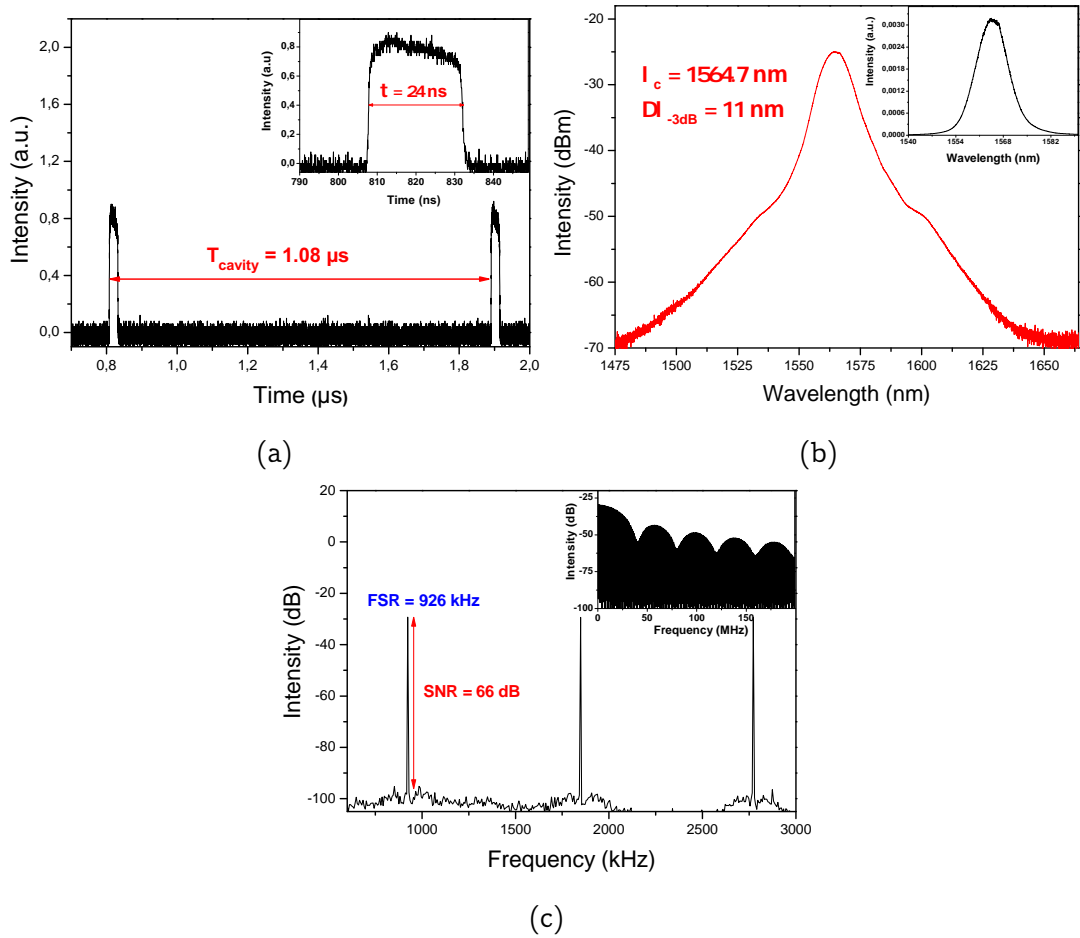 2,1
1,8
1,5
1,2
0,9
0,6
0,3
0,0
Intensity (a.u.)
0,8 1,0 1,2 1,4 1,6 1,8 2,0
Time (µs)
T cavity = 1.08 µs
0,8
0,6
0,4
0,2
0,0
Intensity (a.u)
t = 24 ns
790 800 810 820 830 840
Time (ns)
(a)
-20
-30
-40
-50
-60
-70
Intensity (dBm)
1475 1500 1525 1550 1575 1600 1625 1650
Wavelength (nm)
l c = 1564.7 nm
Dl -3dB = 11 nm
0,0030
0,0024
0,0018
0,0012
0,0006
0,0000
Intensity (a.u.)
1540 1554 1568 1582
Wavelength (nm)
(b)
20
0
-20
-40
-60
-80
-100
Intensity (dB)
1000 1500 2000 2500 3000
Frequency (kHz)
FSR = 926 kHz
SNR = 66 dB
-25
-50
-75
-100
Intensity (dB)
0 50 100 150
Frequency (MHz)
(c)